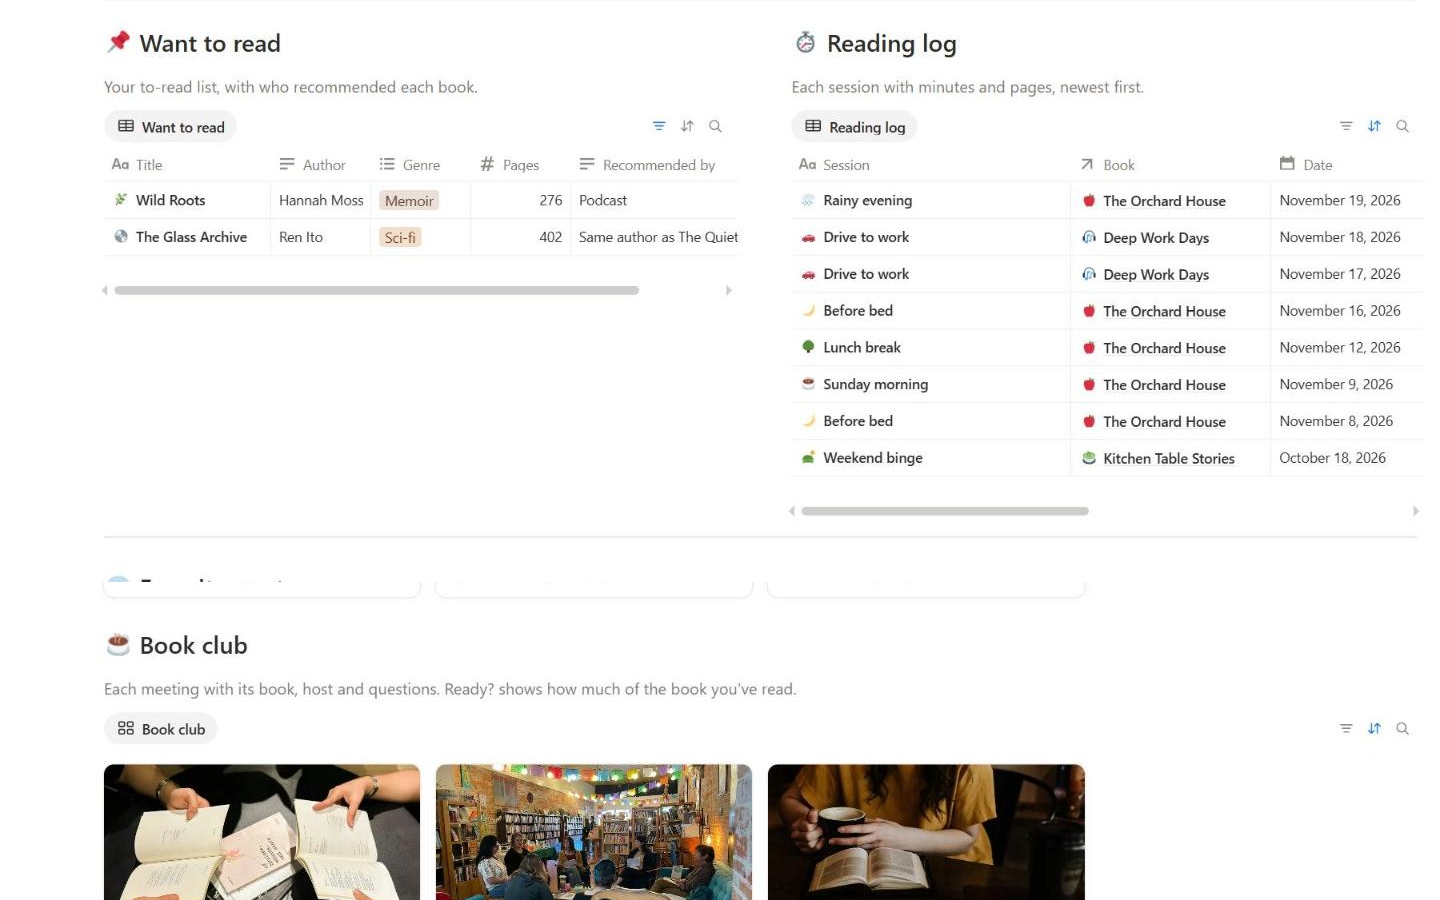 Want to read
Your to-read list, with who recommended each book.
Want to read
Aa Title Author Genre # Pages Recommended by
Wild Roots Hannah Moss Memoir 276 Podcast
The Glass Archive Ren Ito Sci-fi 402 Same author as The Quiet
Reading log
Each session with minutes and pages, newest first.
Reading log
Aa Session Book Date
Rainy evening The Orchard House November 19, 2026
Drive to work Deep Work Days November 18, 2026
Drive to work Deep Work Days November 17, 2026
Before bed The Orchard House November 16, 2026
Lunch break The Orchard House November 12, 2026
Sunday morning The Orchard House November 9, 2026
Before bed The Orchard House November 8, 2026
Weekend binge Kitchen Table Stories October 18, 2026
Book club
Each meeting with its book, host and questions. Ready? shows how much of the book you've read.
Book club